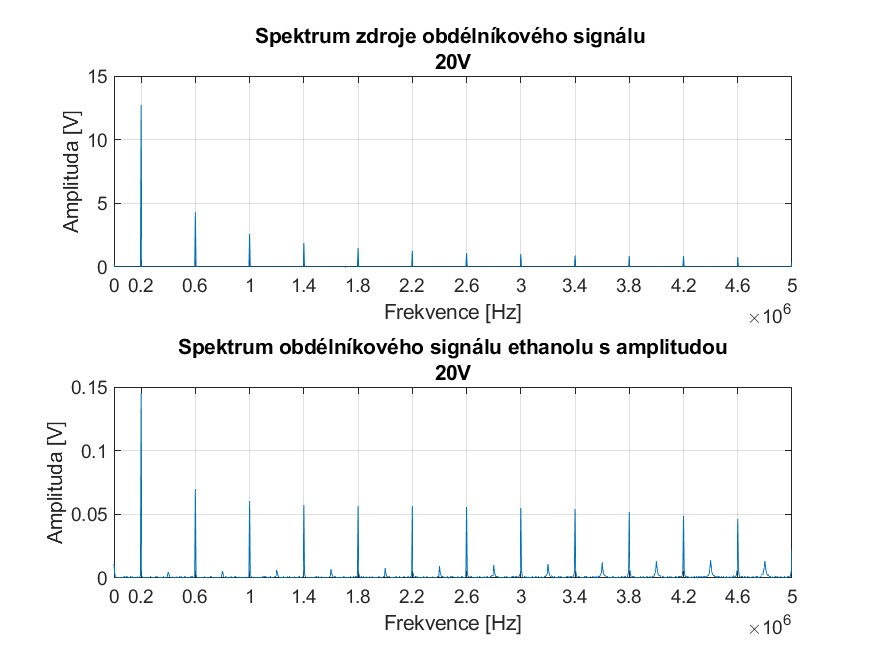 Spektrum zdroje obdélníkového signálu
20V
15
10
5
0
Amplituda [V]
0 0.2 0.6 1 1.4 1.8 2.2 2.6 3 3.4 3.8 4.2 4.6 5
Frekvence [Hz]
×10⁶
Spektrum obdélníkového signálu ethanolu s amplitudou
20V
0.15
0.1
0.05
0
Amplituda [V]
0 0.2 0.6 1 1.4 1.8 2.2 2.6 3 3.4 3.8 4.2 4.6 5
Frekvence [Hz]
×10⁶